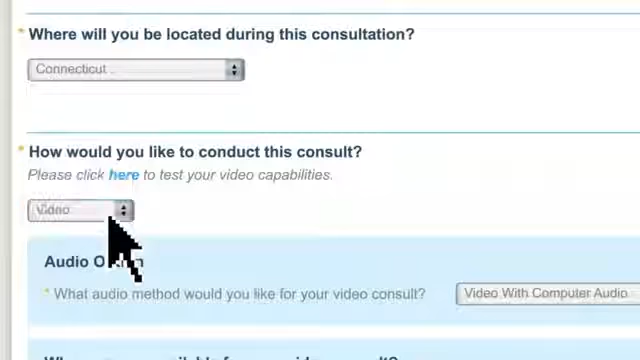 * Where will you be located during this consultation?
Connecticut
* How would you like to conduct this consult?
Please click here to test your video capabilities.
Video
Audio
* What audio method would you like for your video consult?
Video With Computer Audio